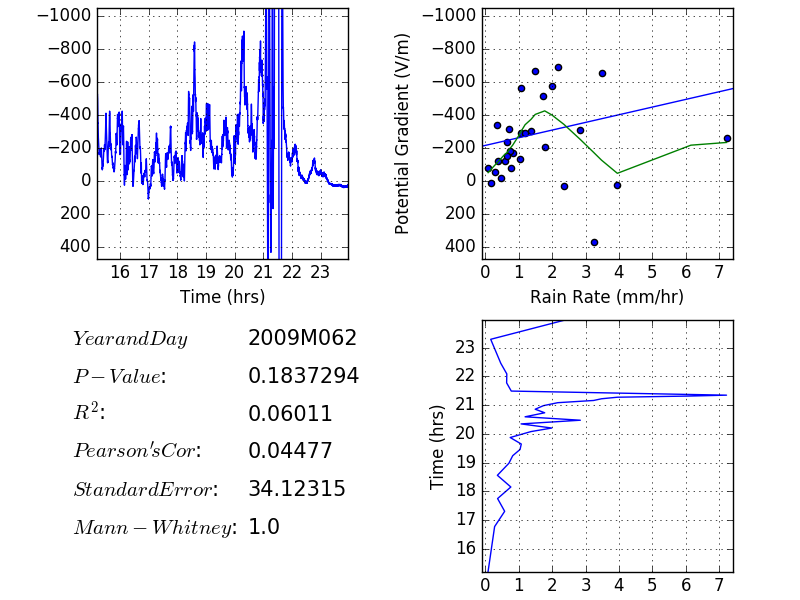 −1000
−800
−600
−400
−200
0
200
400
16 17 18 19 20 21 22 23
Time (hrs)
Potential Gradient (V/m)
−1000
−800
−600
−400
−200
0
200
400
0 1 2 3 4 5 6 7
Rain Rate (mm/hr)
YearandDay 2009M062
P − Value: 0.1837294
R²: 0.06011
Pearson'sCor: 0.04477
StandardError: 34.12315
Mann − Whitney: 1.0
Time (hrs)
23
22
21
20
19
18
17
16
0 1 2 3 4 5 6 7